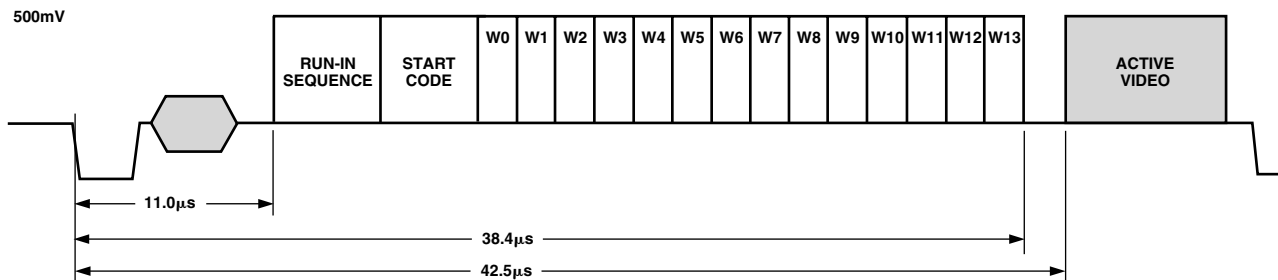 500mV
RUN-IN
SEQUENCE
START
CODE
W0 W1 W2 W3 W4 W5 W6 W7 W8 W9 W10 W11 W12 W13
ACTIVE
VIDEO
11.0µs
38.4µs
42.5µs